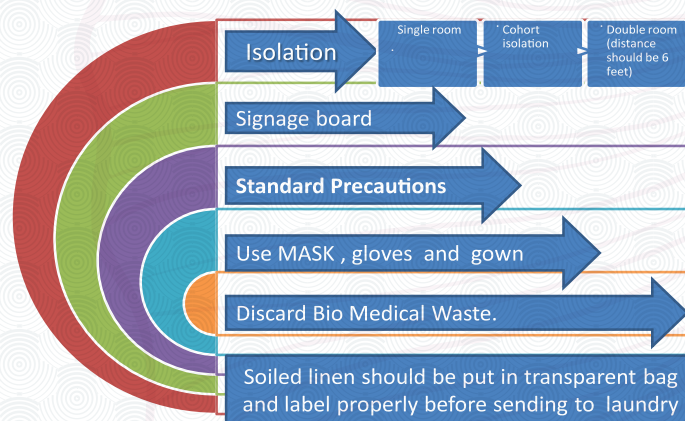 Isolation
Single room
Cohort
isolation
Double room
(distance
should be 6
feet)
Signage board
Standard Precautions
Use MASK , gloves and gown
Discard Bio Medical Waste.
Soiled linen should be put in transparent bag
and label properly before sending to laundry